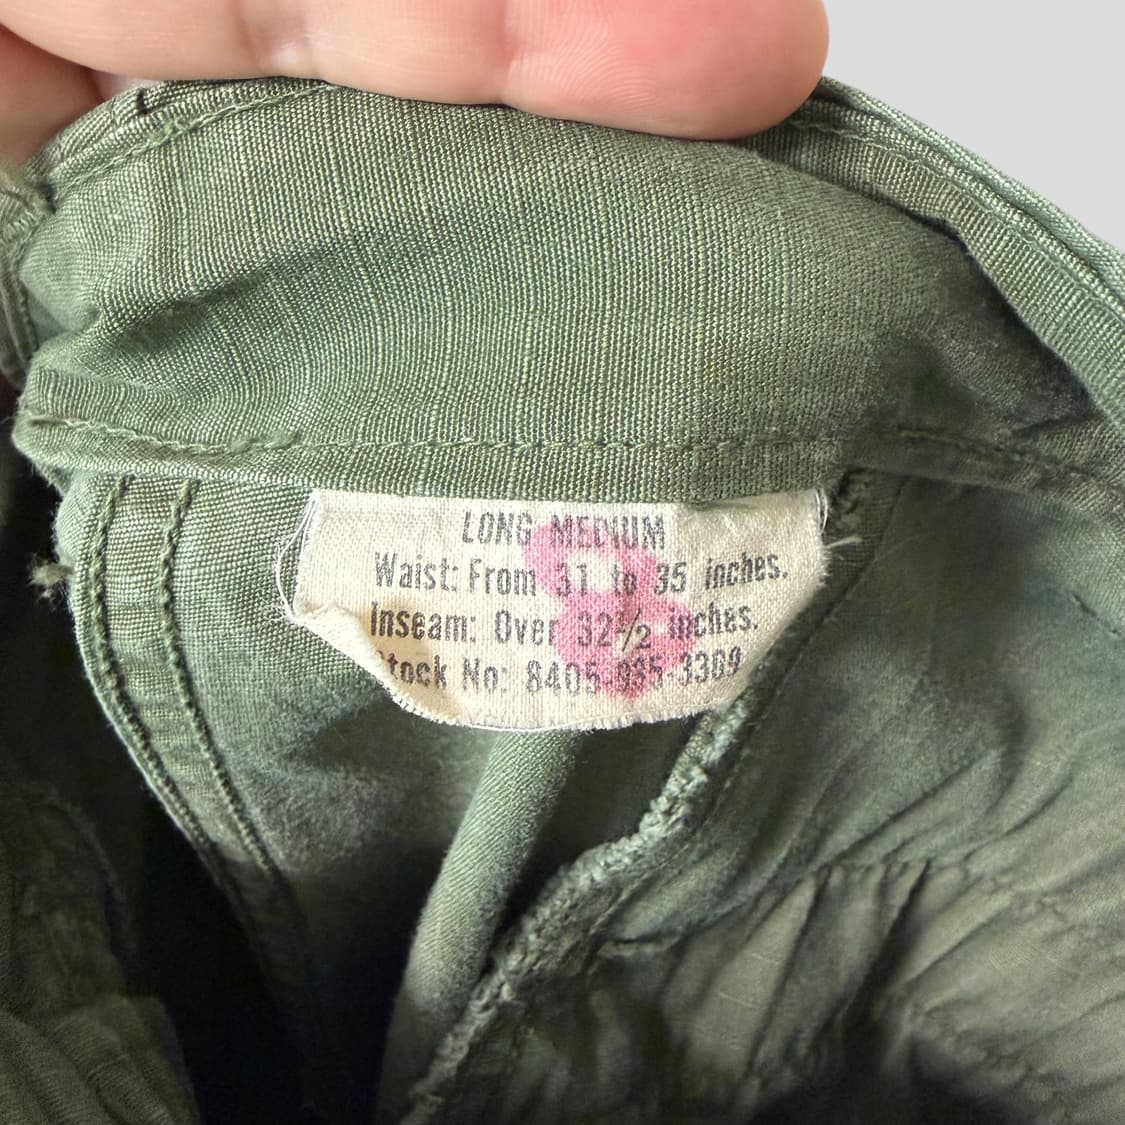 LONG MEDIUM
Waist: From 31 to 35 inches.
Inseam: Over 32½ inches.
Stock No: 8405-935-3309